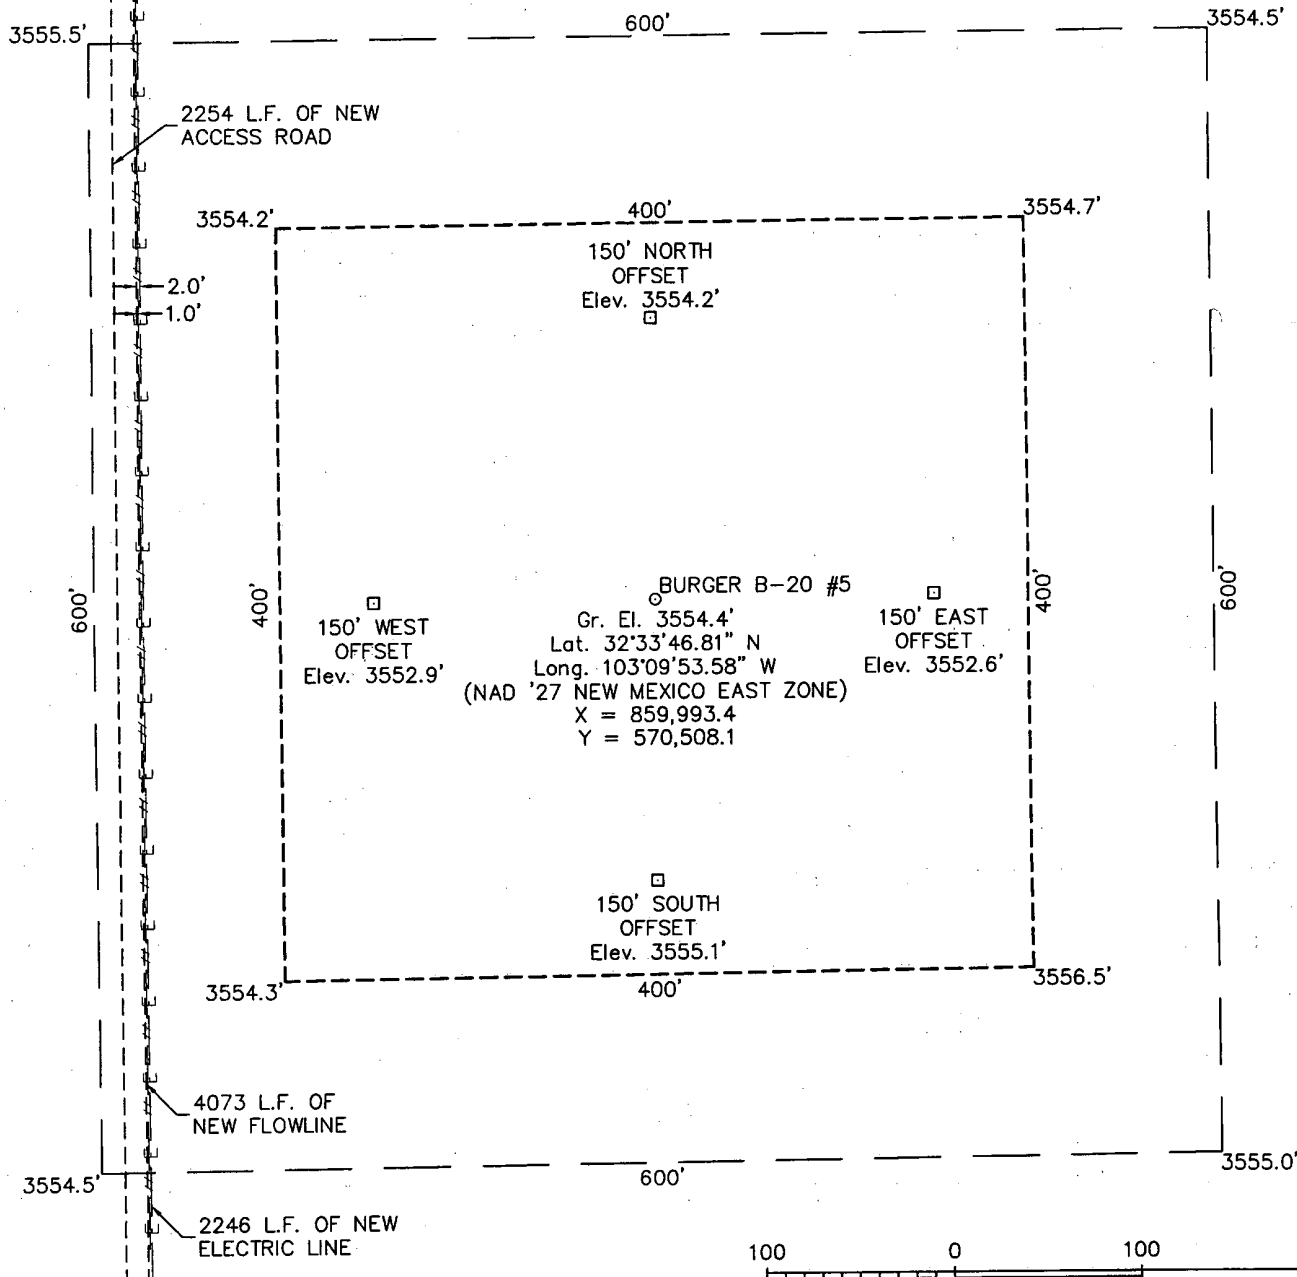 3555.5'
600'
3554.5'
2254 L.F. OF NEW
ACCESS ROAD
3554.2'
400'
3554.7'
150' NORTH
OFFSET
Elev. 3554.2'
2.0'
1.0'
600'
400'
BURGER B-20 #5
Gr. El. 3554.4'
Lat. 32°33'46.81" N
Long. 103°09'53.58" W
(NAD '27 NEW MEXICO EAST ZONE)
X = 859,993.4
Y = 570,508.1
150' WEST
OFFSET
Elev. 3552.9'
150' EAST
OFFSET
Elev. 3552.6'
400'
600'
150' SOUTH
OFFSET
Elev. 3555.1'
3554.3'
400'
3556.5'
4073 L.F. OF
NEW FLOWLINE
3554.5'
600'
3555.0'
2246 L.F. OF NEW
ELECTRIC LINE
100 0 100